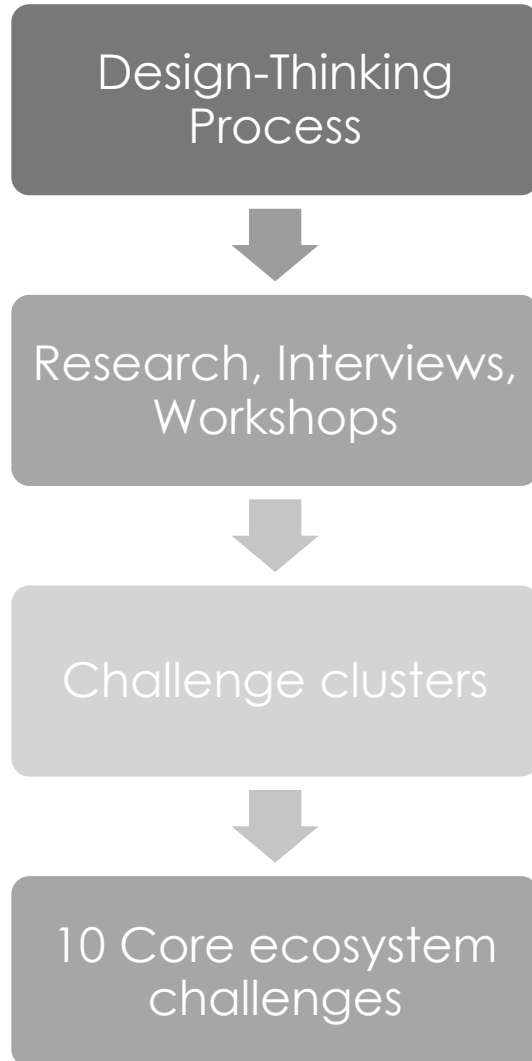 Design-Thinking
Process
Research, Interviews,
Workshops
Challenge clusters
10 Core ecosystem
challenges